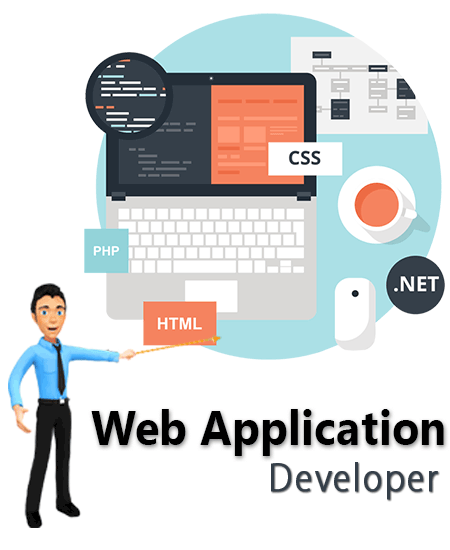 CSS
PHP
.NET
HTML
Web Application
Developer